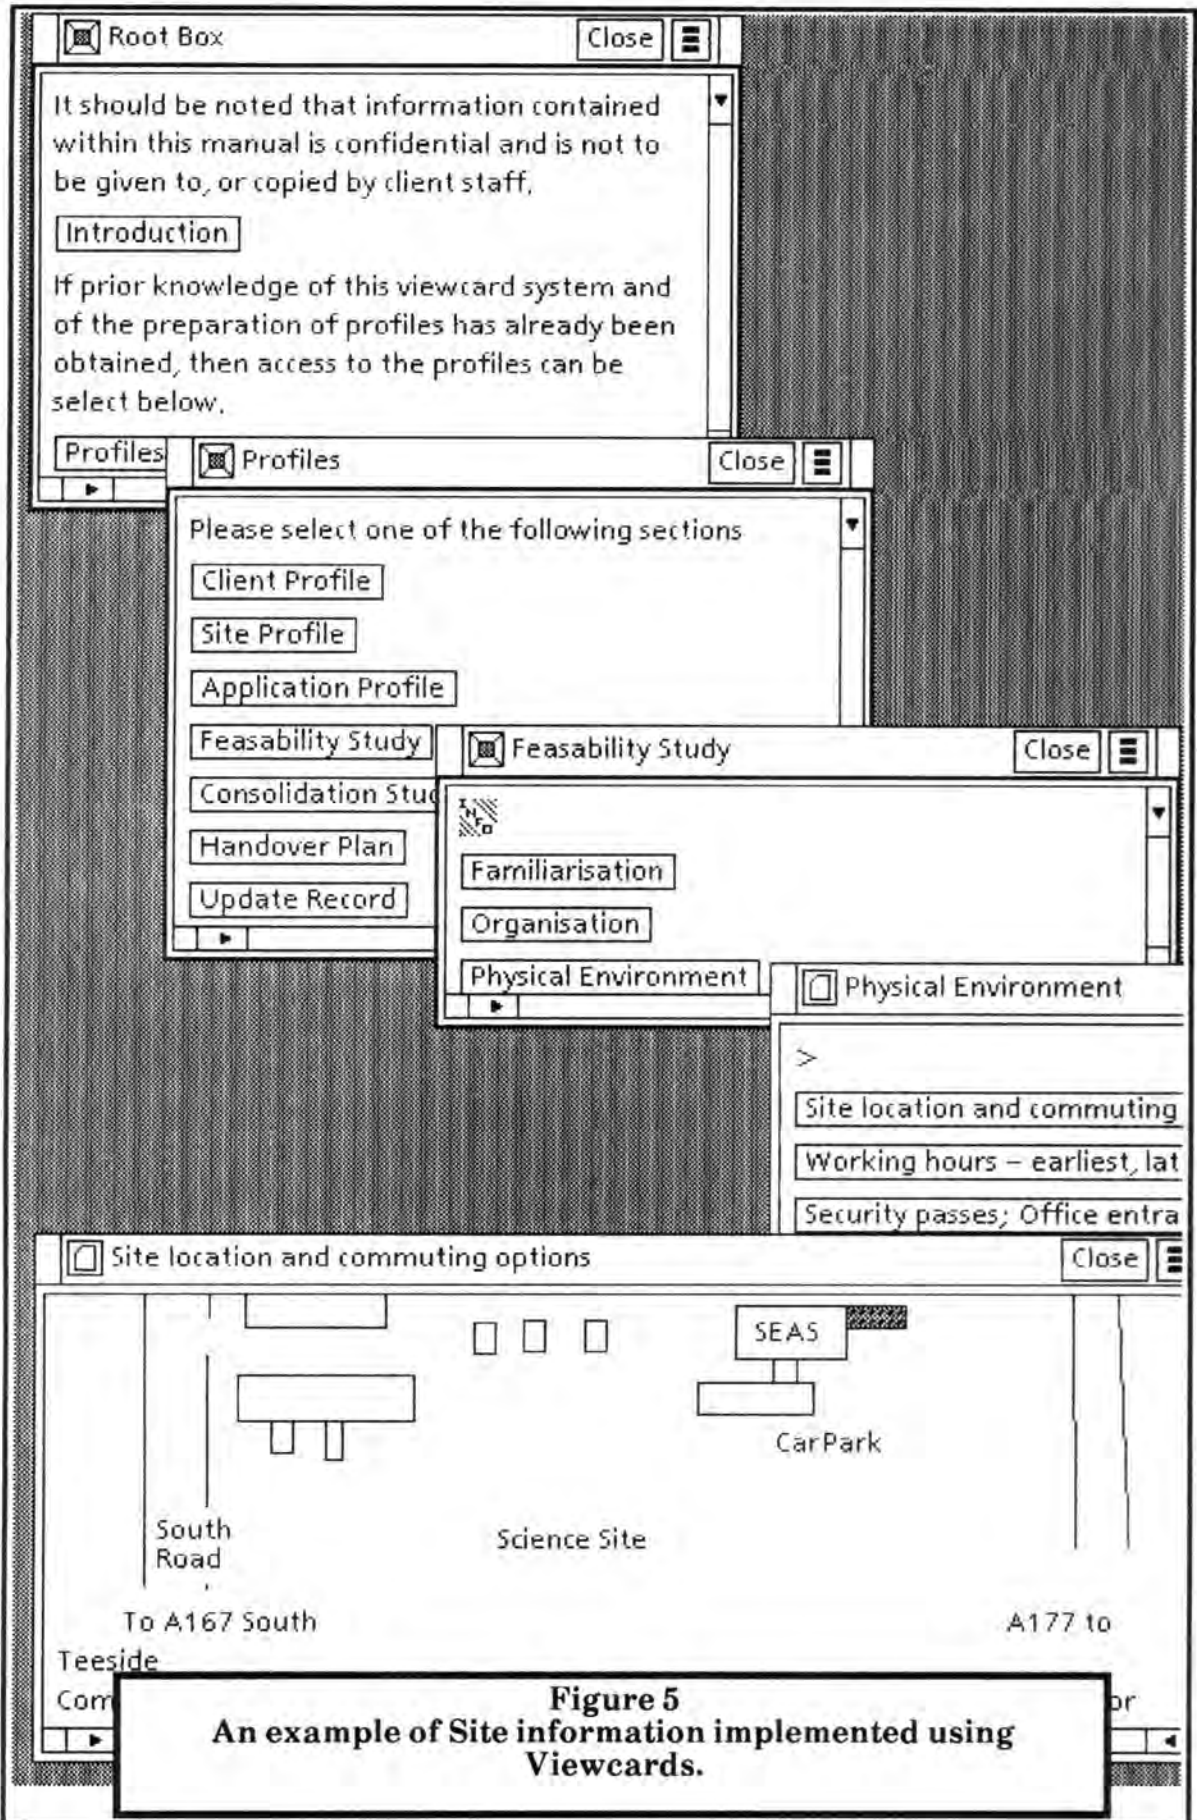 Root Box
Close
It should be noted that information contained
within this manual is confidential and is not to
be given to, or copied by client staff.
Introduction
If prior knowledge of this viewcard system and
of the preparation of profiles has already been
obtained, then access to the profiles can be
select below.
Profiles
Profiles
Close
Please select one of the following sections
Client Profile
Site Profile
Application Profile
Feasability Study
Consolidation Stud
Handover Plan
Update Record
Feasability Study
Close
INFO
Familiarisation
Organisation
Physical Environment
Physical Environment
>
Site location and commuting
Working hours – earliest, lat
Security passes; Office entra
Site location and commuting options
Close
SEAS
CarPark
South
Road
Science Site
To A167 South
A177 to
Teeside
Com
or
Figure 5
An example of Site information implemented using
Viewcards.